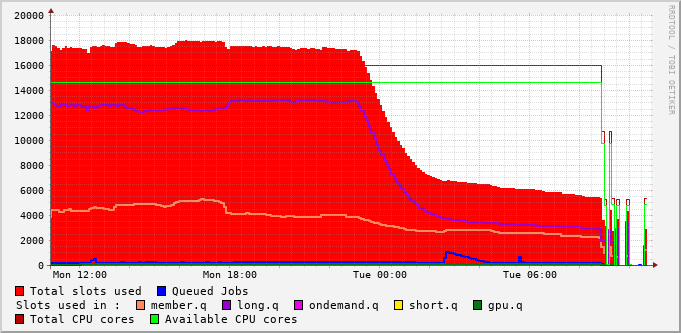 20000
18000
16000
14000
12000
10000
8000
6000
4000
2000
0
Mon 12:00 Mon 18:00 Tue 00:00 Tue 06:00
RRDTOOL / TOBI OETIKER
Total slots used Queued Jobs
Slots used in : member.q long.q ondemand.q short.q gpu.q
Total CPU cores Available CPU cores